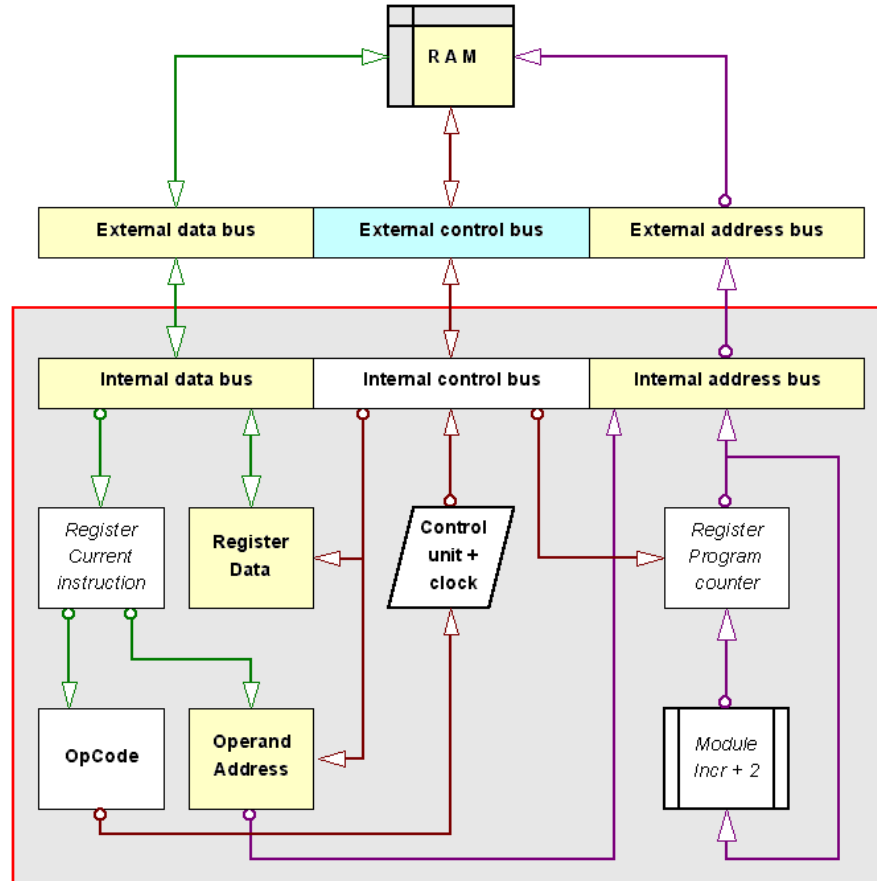 R A M
External data bus
External control bus
External address bus
Internal data bus
Internal control bus
Internal address bus
Register
Current
instruction
Register
Data
Control
unit +
clock
Register
Program
counter
OpCode
Operand
Address
Module
Incr + 2